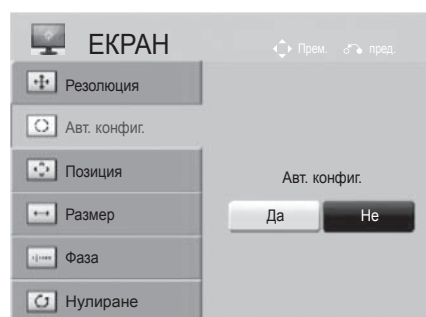 ЕКРАН
Прем. пред.
Резолюция
Авт. конфиг.
Позиция
Размер
Фаза
Нулиране
Авт. конфиг.
Да Не